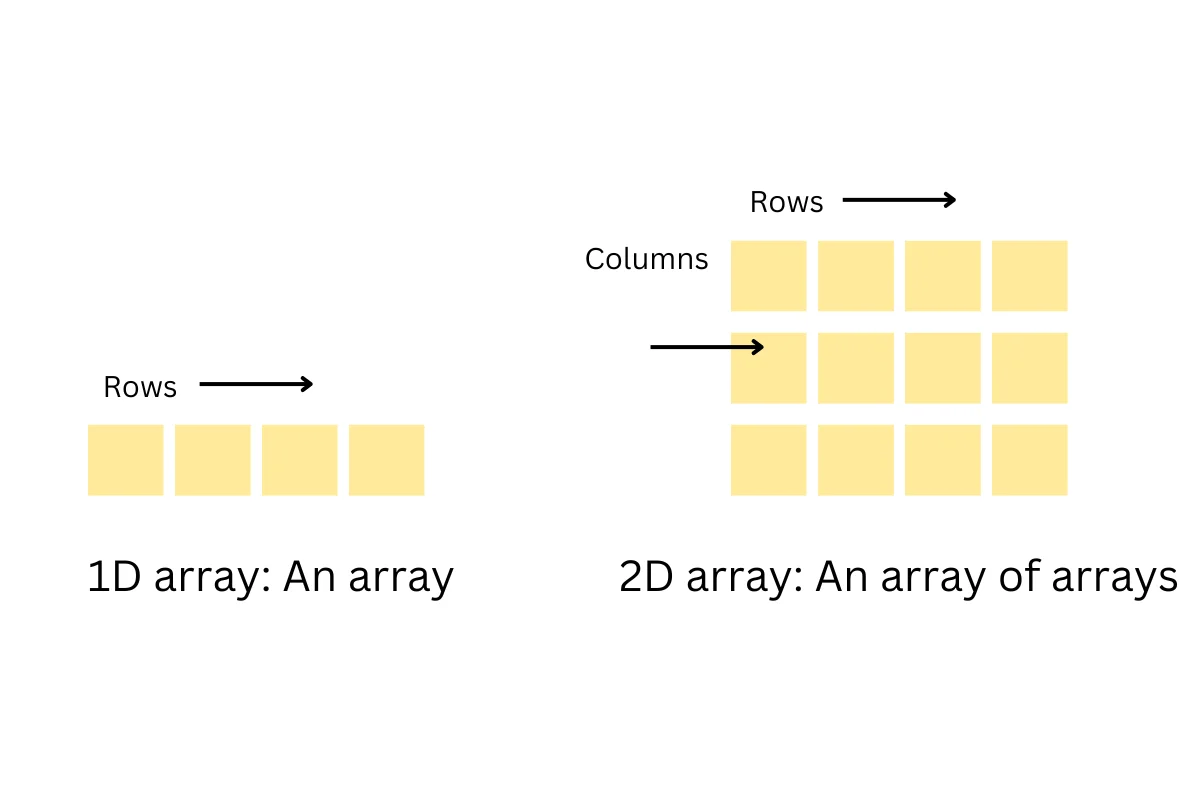 Rows
1D array: An array
Rows
Columns
2D array: An array of arrays